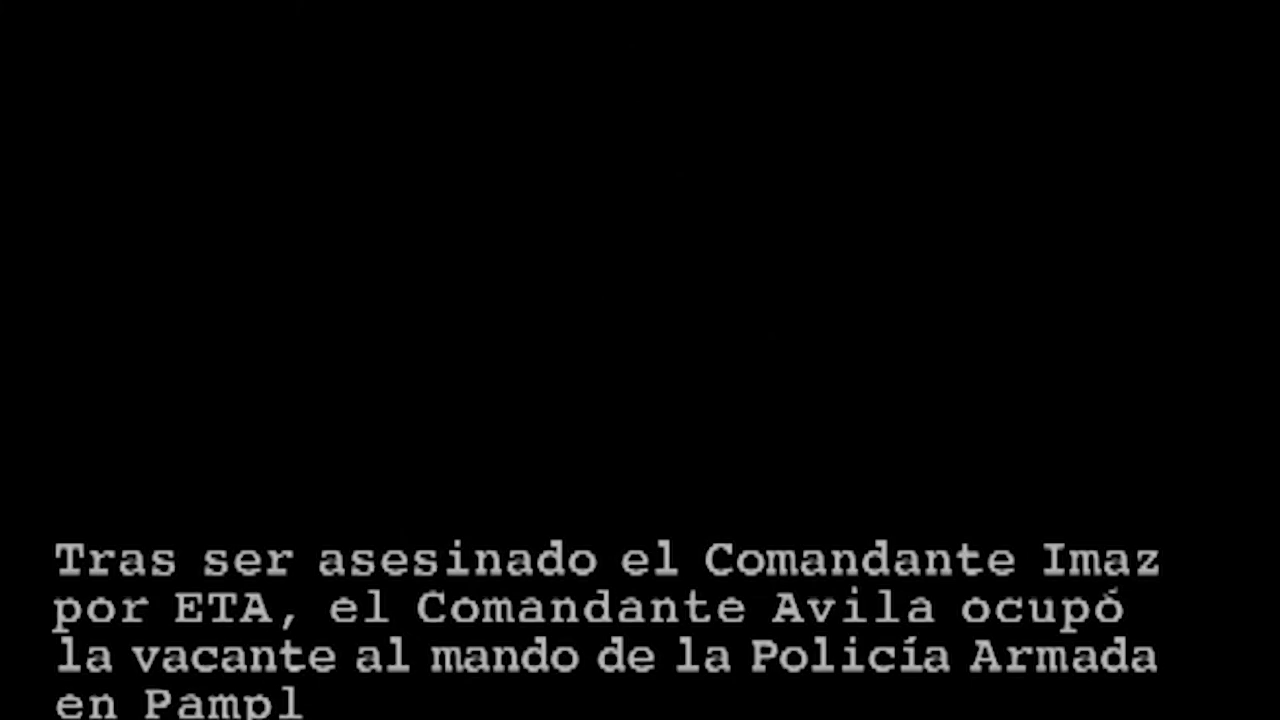 Tras ser asesinado el Comandante Imaz
por ETA, el Comandante Avila ocupó
la vacante al mando de la Policía Armada
en Pampl